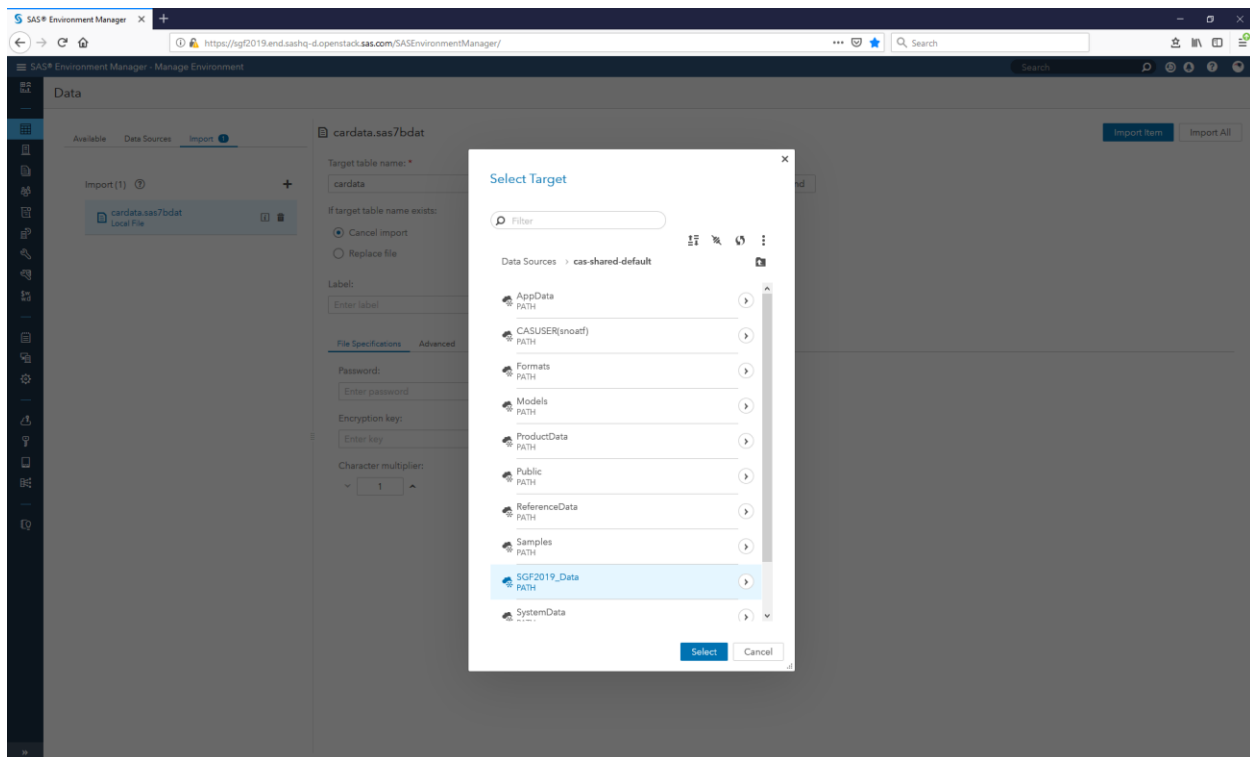 SAS® Environment Manager
https://sgf2019.end.sashq-d.openstack.sas.com/SASEnvironmentManager/
Search
SAS® Environment Manager - Manage Environment
Search
Data
Available Data Sources Import 1
cardata.sas7bdat
Import Item Import All
Import (1)
cardata.sas7bdat
Local File
Target table name: *
cardata
If target table name exists:
Cancel import
Replace file
Label:
Enter label
File Specifications Advanced
Password:
Enter password
Encryption key:
Enter key
Character multiplier:
1
Select Target
Filter
Data Sources > cas-shared-default
AppData
PATH
CASUSER(snoatf)
PATH
Formats
PATH
Models
PATH
ProductData
PATH
Public
PATH
ReferenceData
PATH
Samples
PATH
SGF2019_Data
PATH
SystemData
Select Cancel